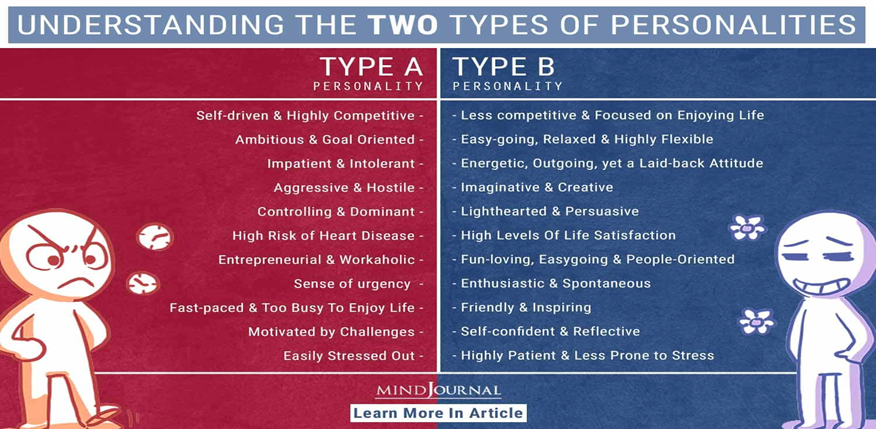 UNDERSTANDING THE TWO TYPES OF PERSONALITIES
TYPE A
PERSONALITY
Self-driven & Highly Competitive -
Ambitious & Goal Oriented -
Impatient & Intolerant -
Aggressive & Hostile -
Controlling & Dominant -
High Risk of Heart Disease -
Entrepreneurial & Workaholic -
Sense of urgency -
Fast-paced & Too Busy To Enjoy Life -
Motivated by Challenges -
Easily Stressed Out -
TYPE B
PERSONALITY
- Less competitive & Focused on Enjoying Life
- Easy-going, Relaxed & Highly Flexible
- Energetic, Outgoing, yet a Laid-back Attitude
- Imaginative & Creative
- Lighthearted & Persuasive
- High Levels Of Life Satisfaction
- Fun-loving, Easygoing & People-Oriented
- Enthusiastic & Spontaneous
- Friendly & Inspiring
- Self-confident & Reflective
- Highly Patient & Less Prone to Stress
MINDJOURNAL
Learn More In Article